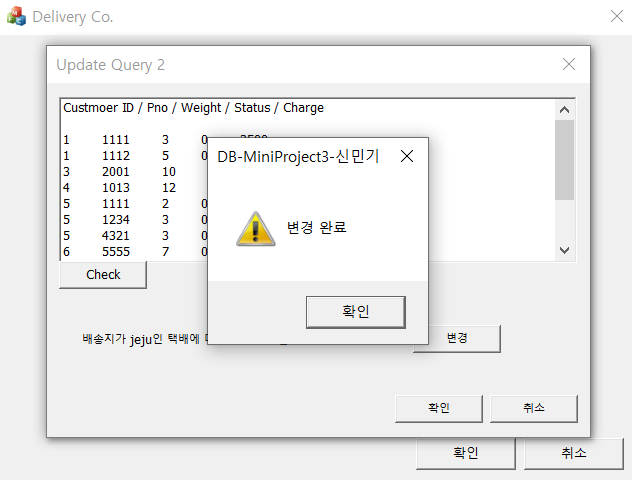 Delivery Co.
Update Query 2
Custmoer ID / Pno / Weight / Status / Charge
1 1111 3 0
1 1112 5 0
3 2001 10
4 1013 12
5 1111 2 0
5 1234 3 0
5 4321 3 0
6 5555 7 0
DB-MiniProject3-신민기
변경 완료
확인
Check
배송지가 jeju인 택배에
변경
확인 취소
확인 취소